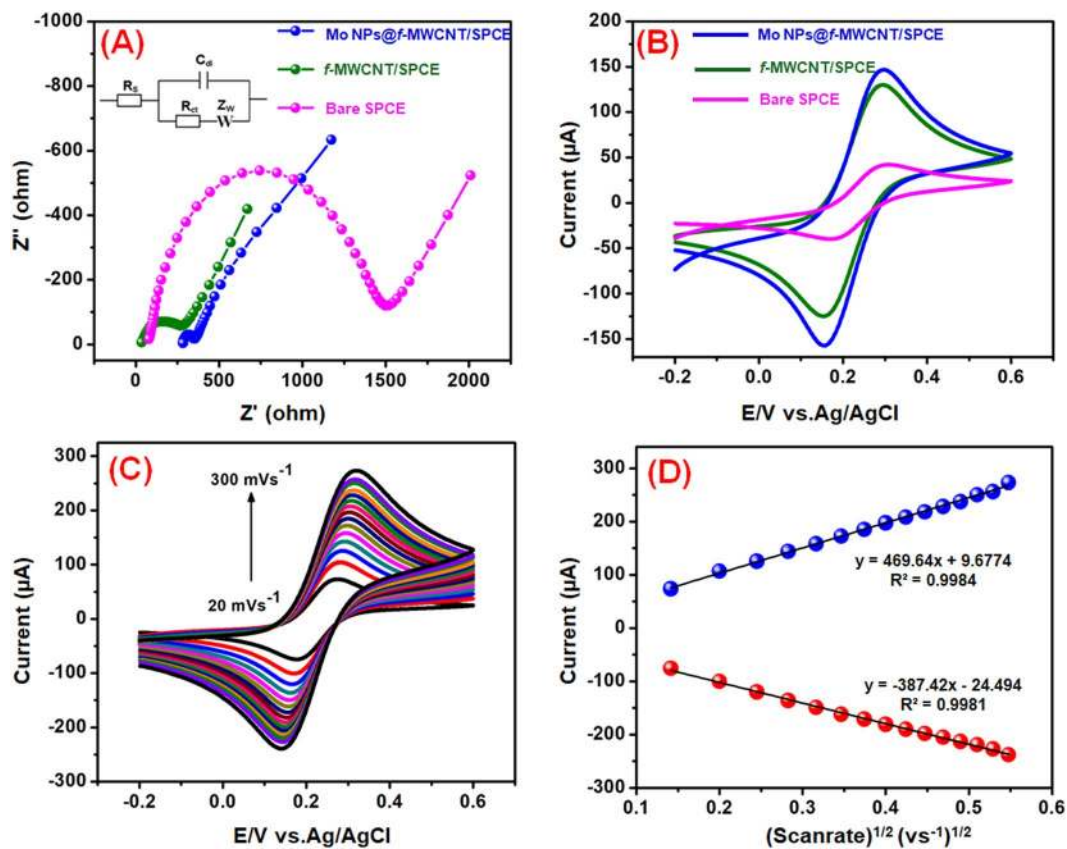 (A)
Mo NPs@f-MWCNT/SPCE
f-MWCNT/SPCE
Bare SPCE
Cdl
RS
Rct
ZW
-1000
-800
-600
-400
-200
0
Z'' (ohm)
0
500
1000
1500
2000
Z' (ohm)
(B)
Mo NPs@f-MWCNT/SPCE
f-MWCNT/SPCE
Bare SPCE
200
150
100
50
0
-50
-100
-150
Current (µA)
-0.2
0.0
0.2
0.4
0.6
E/V vs.Ag/AgCl
(C)
300 mVs-1
20 mVs-1
300
200
100
0
-100
-200
-300
Current (µA)
-0.2
0.0
0.2
0.4
0.6
E/V vs.Ag/AgCl
(D)
y = 469.64x + 9.6774
R² = 0.9984
y = -387.42x - 24.494
R² = 0.9981
300
200
100
0
-100
-200
-300
Current (µA)
0.1
0.2
0.3
0.4
0.5
0.6
(Scanrate)1/2 (vs-1)1/2